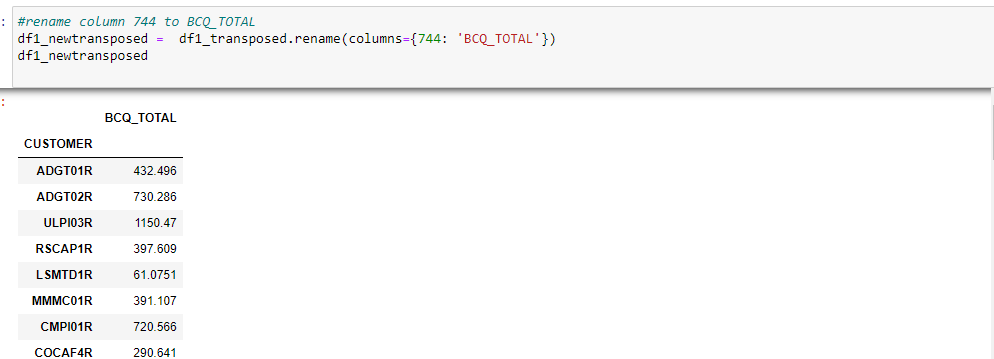 #rename column 744 to BCQ_TOTAL
df1_newtransposed =  df1_transposed.rename(columns={744: 'BCQ_TOTAL'})
df1_newtransposed
BCQ_TOTAL
CUSTOMER
ADGT01R 432.496
ADGT02R 730.286
ULPI03R 1150.47
RSCAP1R 397.609
LSMTD1R 61.0751
MMMC01R 391.107
CMPI01R 720.566
COCAF4R 290.641